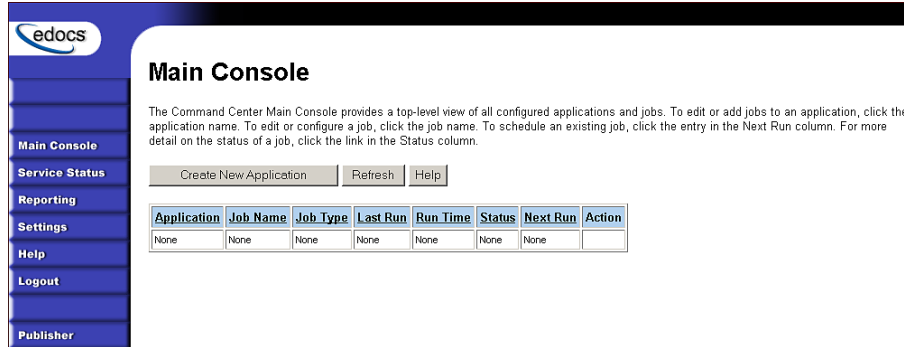 edocs
Main Console
The Command Center Main Console provides a top-level view of all configured applications and jobs. To edit or add jobs to an application, click the
application name. To edit or configure a job, click the job name. To schedule an existing job, click the entry in the Next Run column. For more
detail on the status of a job, click the link in the Status column.
Create New Application Refresh Help
Application Job Name Job Type Last Run Run Time Status Next Run Action
None None None None None None None
Main Console
Service Status
Reporting
Settings
Help
Logout
Publisher